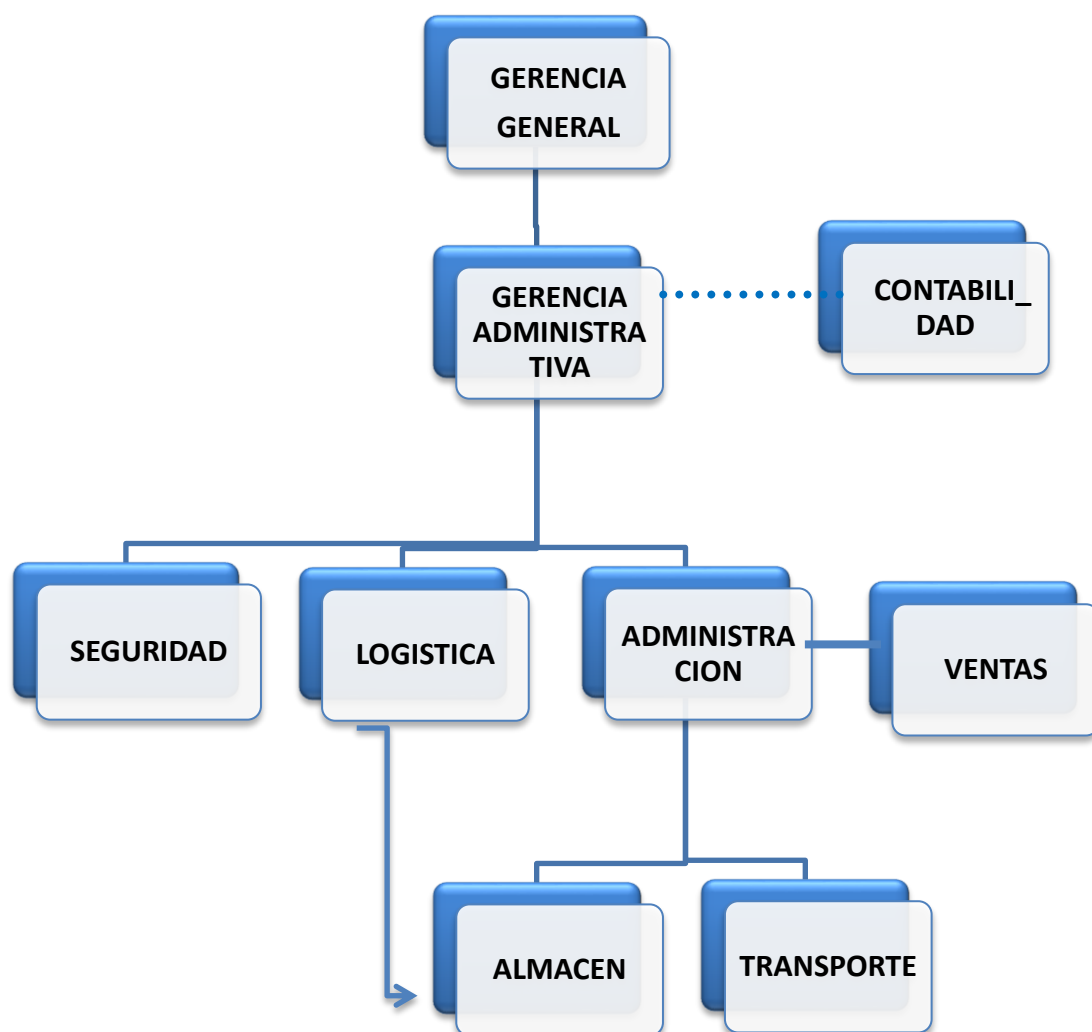 GERENCIA
GENERAL
GERENCIA
ADMINISTRA
TIVA
CONTABILI_
DAD
SEGURIDAD
LOGISTICA
ADMINISTRA
CION
VENTAS
ALMACEN
TRANSPORTE